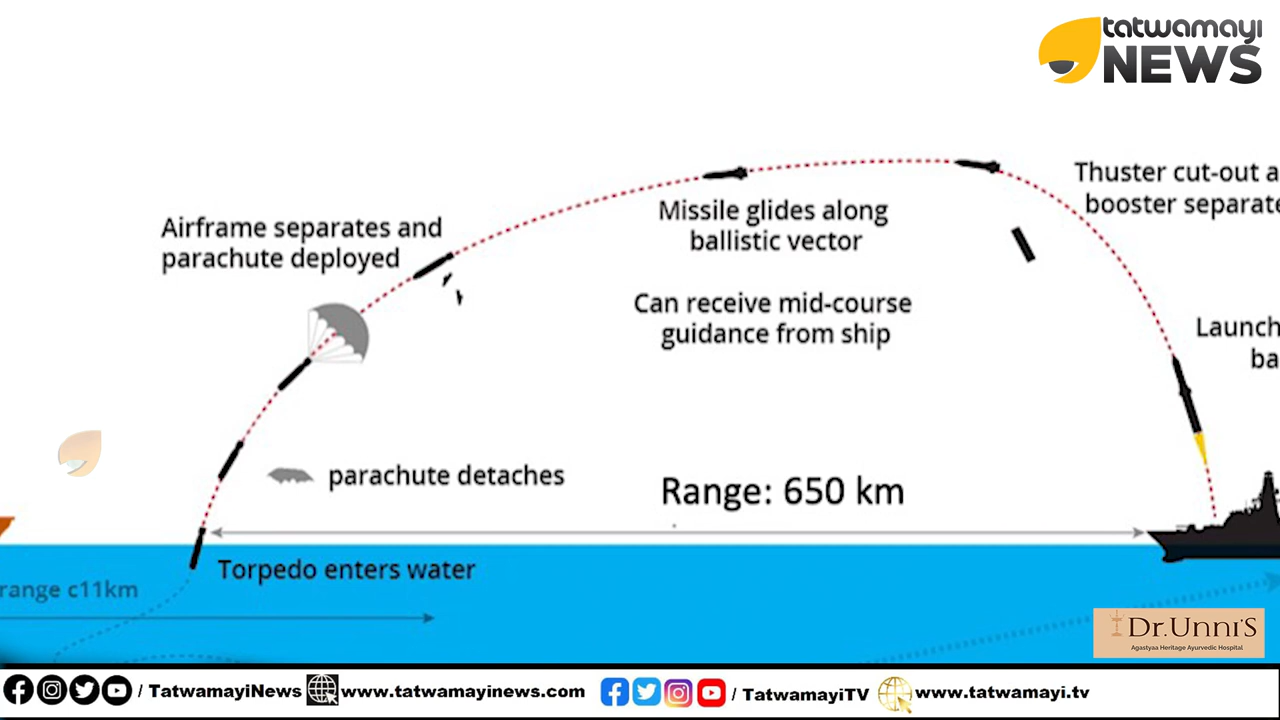 tatwamayi
NEWS
Thuster cut-out a
booster separate
Airframe separates and
parachute deployed
Missile glides along
ballistic vector
Can receive mid-course
guidance from ship
Launch
ba
parachute detaches
Range: 650 km
Torpedo enters water
range c11km
Dr.Unni'S
Agastyaa Heritage Ayurvedic Hospital
/ TatwamayiNews www.tatwamayinews.com / TatwamayiTV www.tatwamayi.tv